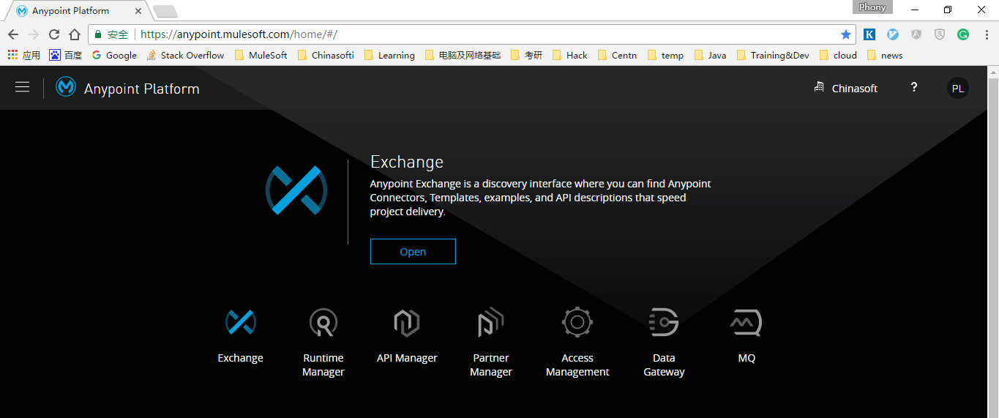 Anypoint Platform
Phony
安全 https://anypoint.mulesoft.com/home/#/
应用 百度 Google Stack Overflow MuleSoft Chinasofti Learning 电脑及网络基础 考研 Hack Centn temp Java Training&Dev cloud news
Anypoint Platform
Chinasoft ? PL
Exchange
Anypoint Exchange is a discovery interface where you can find Anypoint
Connectors, Templates, examples, and API descriptions that speed
project delivery.
Open
Exchange
Runtime
Manager
API Manager
Partner
Manager
Access
Management
Data
Gateway
MQ